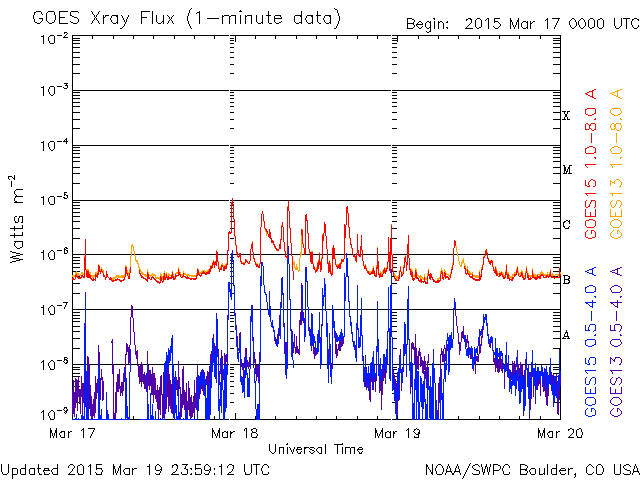 GOES Xray Flux (1-minute data)
Begin: 2015 Mar 17 0000 UTC
10-2
10-3
10-4
10-5
10-6
10-7
10-8
10-9
Watts m-2
X
M
C
B
A
GOES15 1.0-8.0 A
GOES13 1.0-8.0 A
GOES15 0.5-4.0 A
GOES13 0.5-4.0 A
Mar 17 Mar 18 Mar 19 Mar 20
Universal Time
Updated 2015 Mar 19 23:59:12 UTC NOAA/SWPC Boulder, CO USA